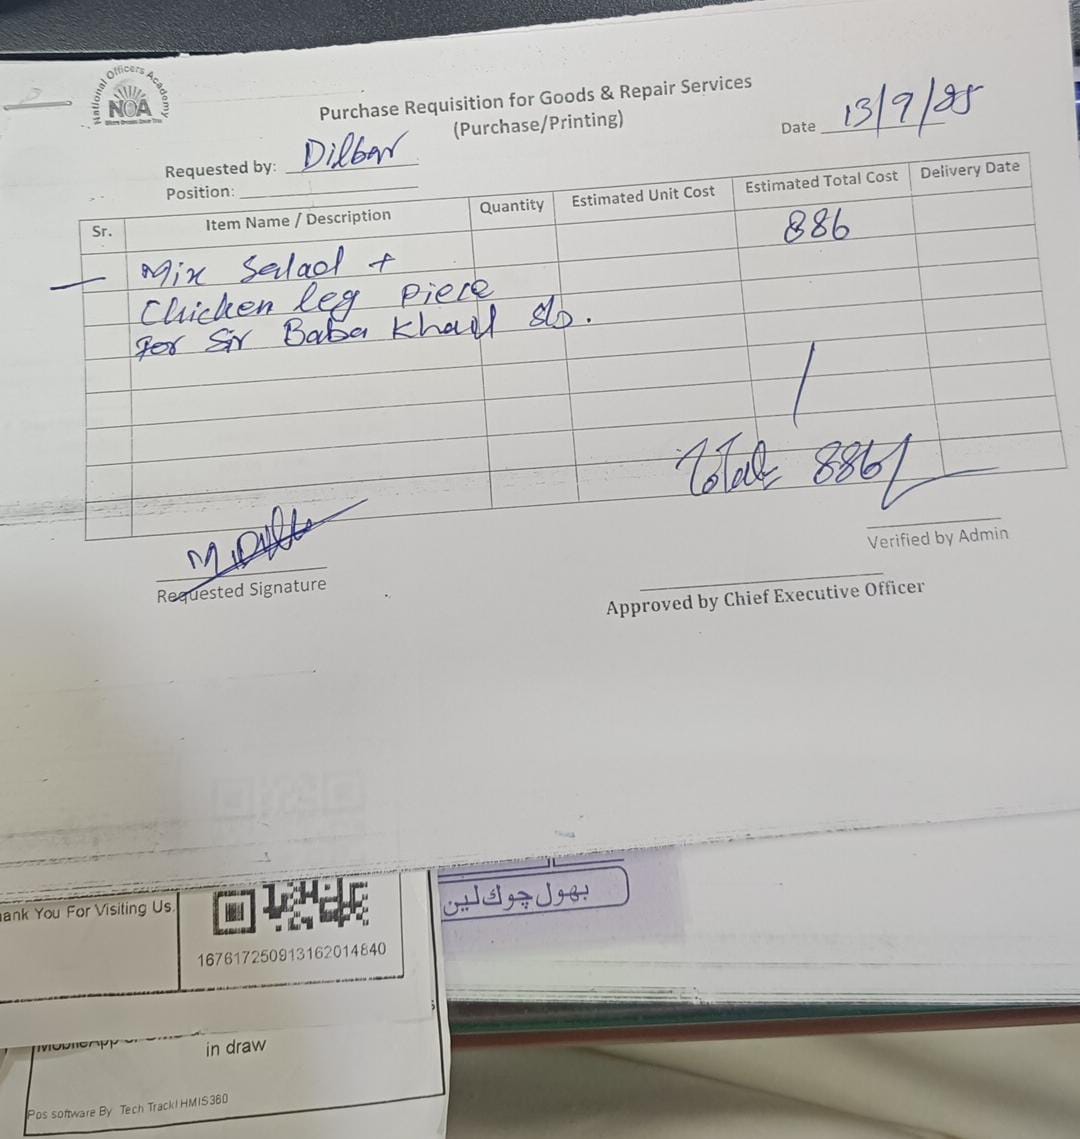 National Officers Academy
NOA
Purchase Requisition for Goods & Repair Services
(Purchase/Printing)
Date 13/9/25
Requested by: Dilbar
Position:
Sr. Item Name / Description Quantity Estimated Unit Cost Estimated Total Cost Delivery Date
Mix Salad + 886
Chicken leg Piece
For Sir Baba Khail
Total 886/
Verified by Admin
Requested Signature
Approved by Chief Executive Officer
ank You For Visiting Us.
167617250913162014840
بھول چوک لین
in draw
Pos software By Tech Track/HMIS360